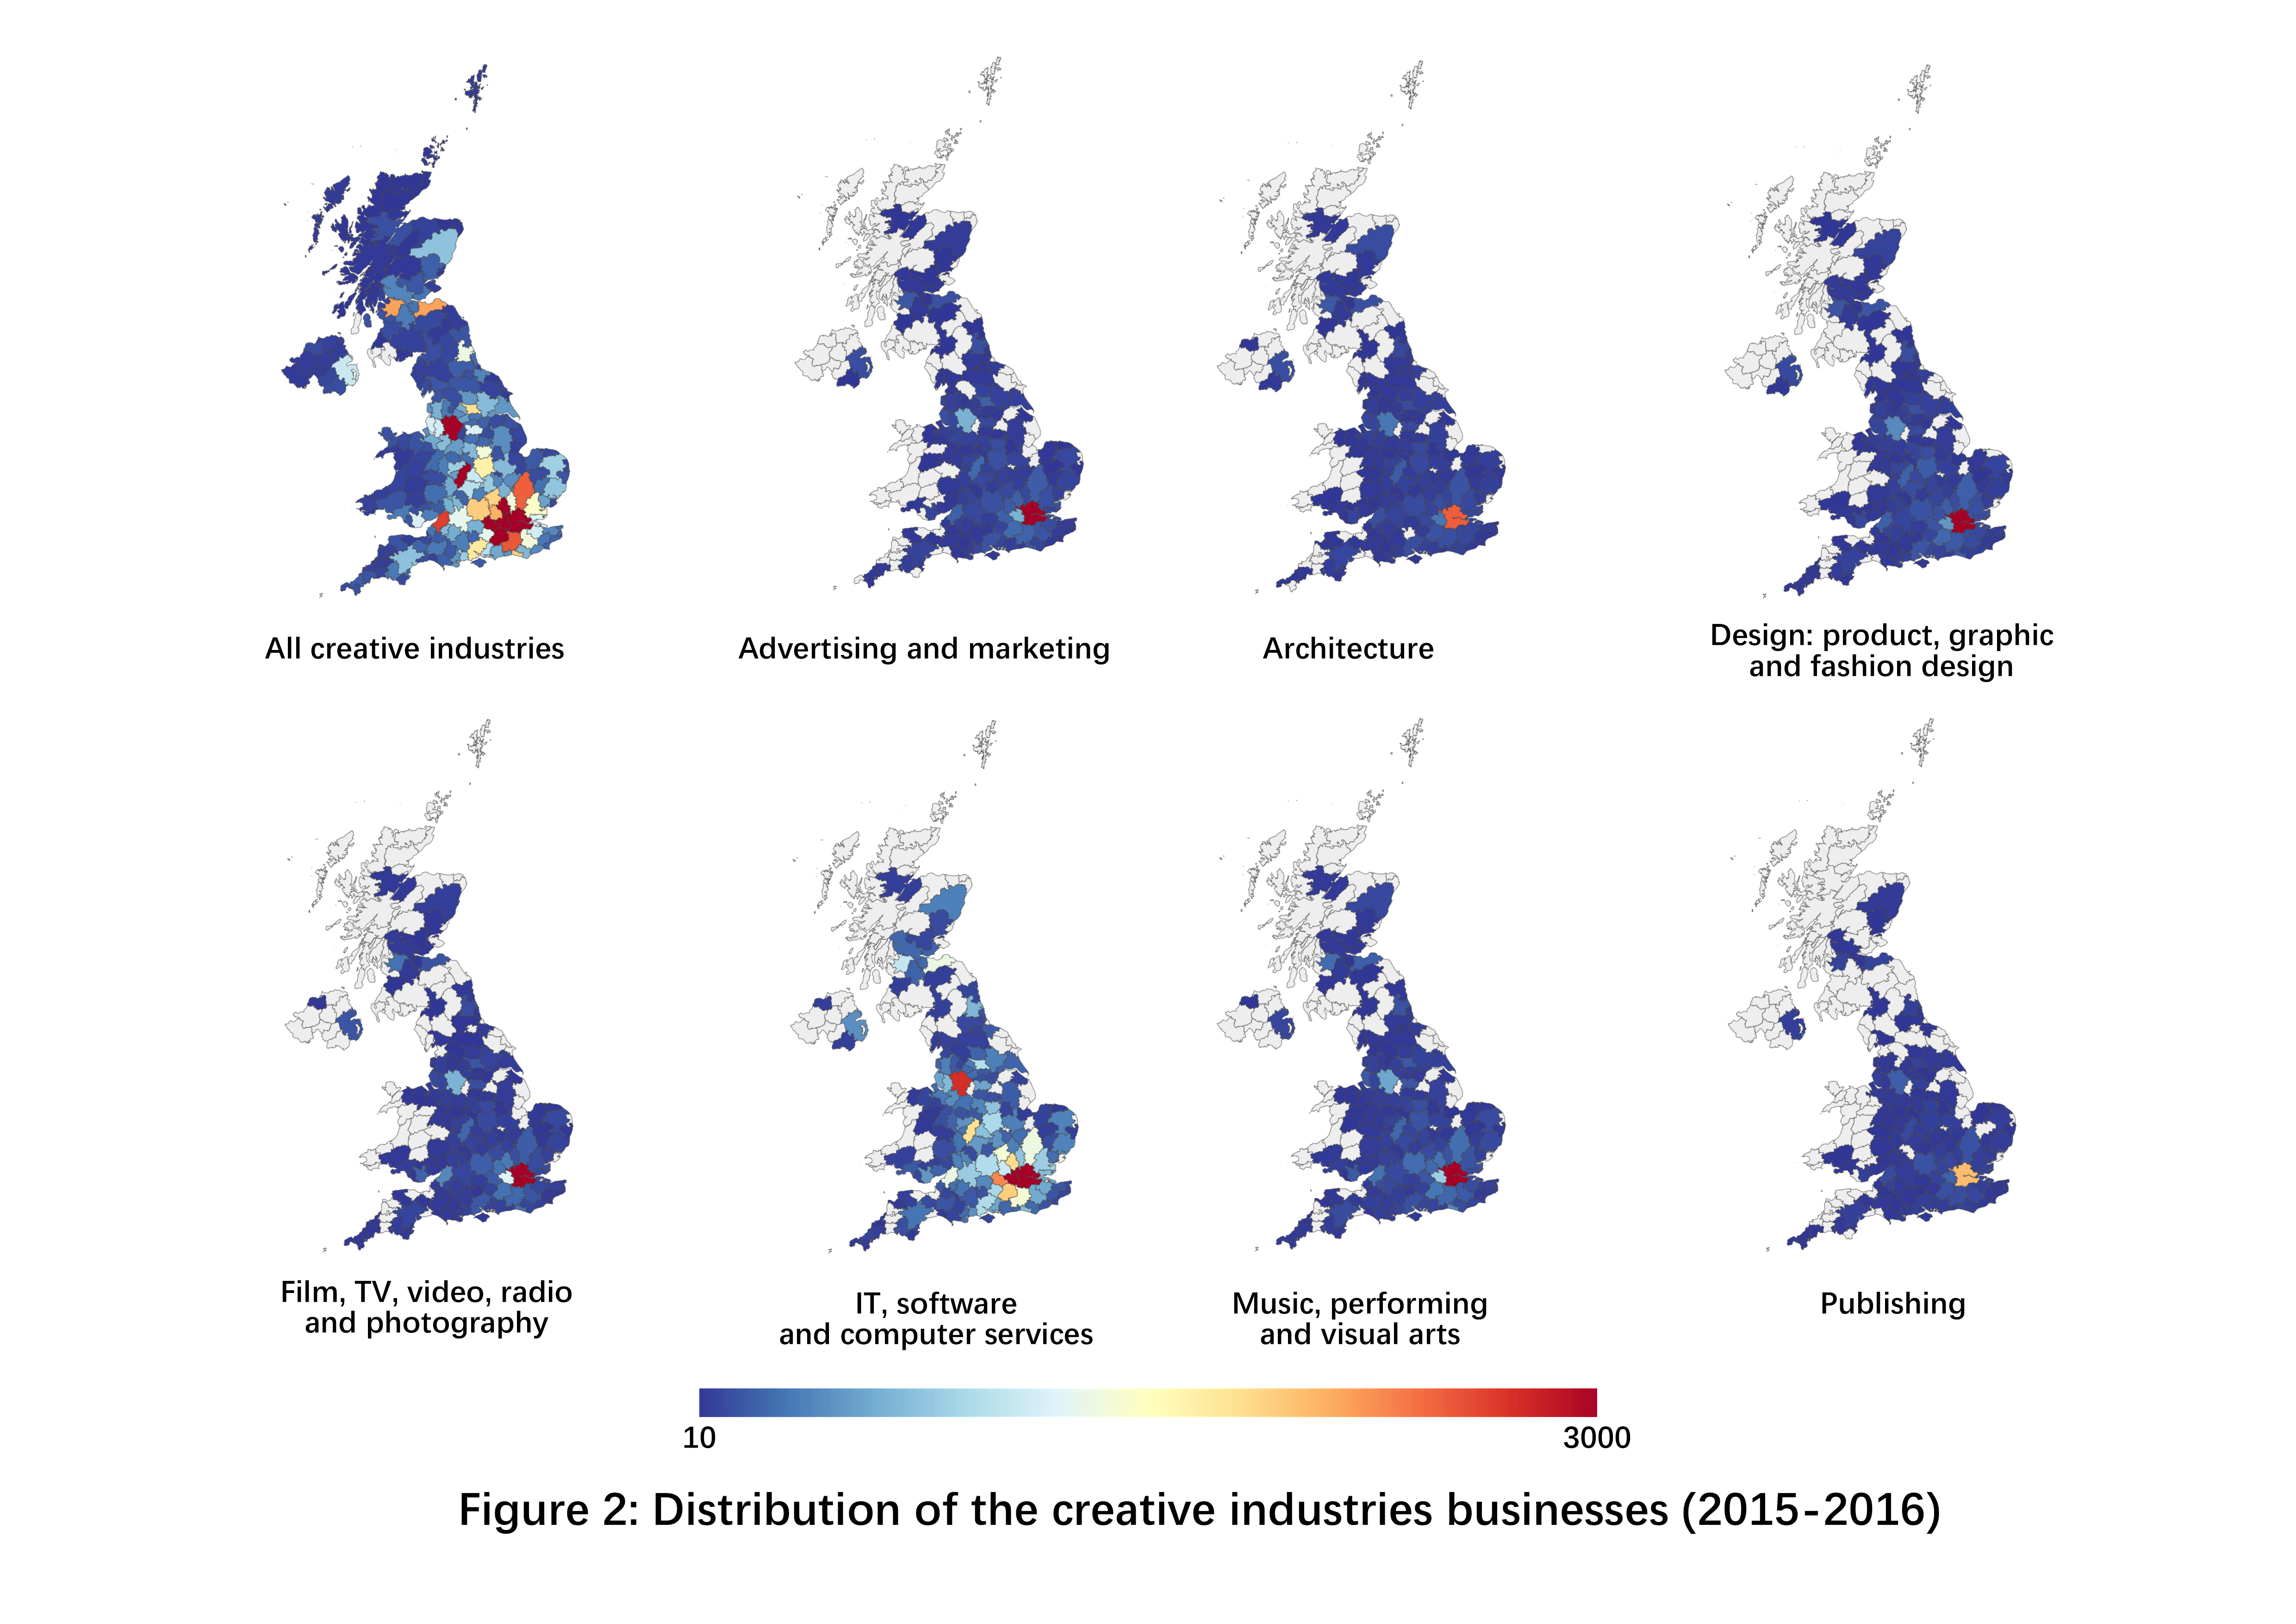 All creative industries
Advertising and marketing
Architecture
Design: product, graphic
and fashion design
Film, TV, video, radio
and photography
IT, software
and computer services
Music, performing
and visual arts
Publishing
10
3000
Figure 2: Distribution of the creative industries businesses (2015-2016)